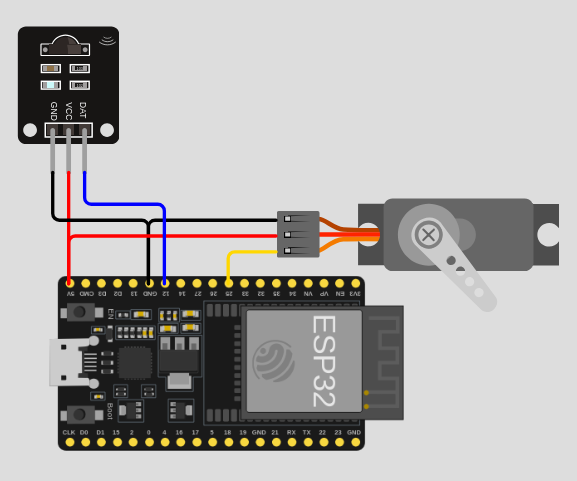 GND VCC DAT
5V CMD D3 D2 13 GND 12 14 27 26 25 33 32 35 34 VN VP EN 3V3
EN
ESP32
Boot
CLK D0 D1 15 2 0 4 16 17 5 18 19 GND 21 RX TX 22 23 GND